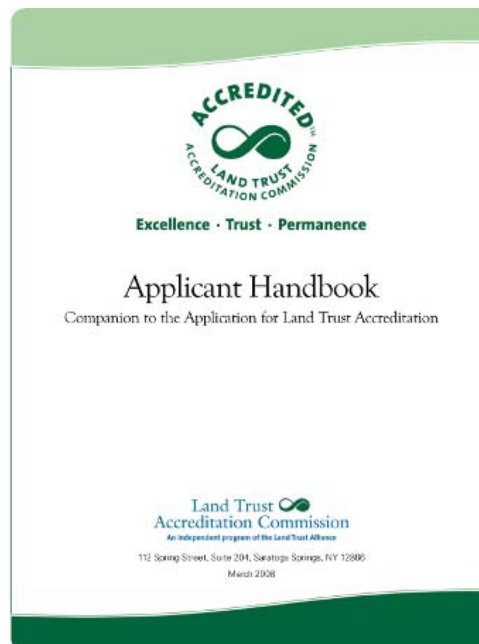 ACCREDITED™
LAND TRUST
ACCREDITATION COMMISSION
Excellence · Trust · Permanence
Applicant Handbook
Companion to the Application for Land Trust Accreditation
Land Trust
Accreditation Commission
An independent program of the Land Trust Alliance
112 Spring Street, Suite 204, Saratoga Springs, NY 12866
March 2008